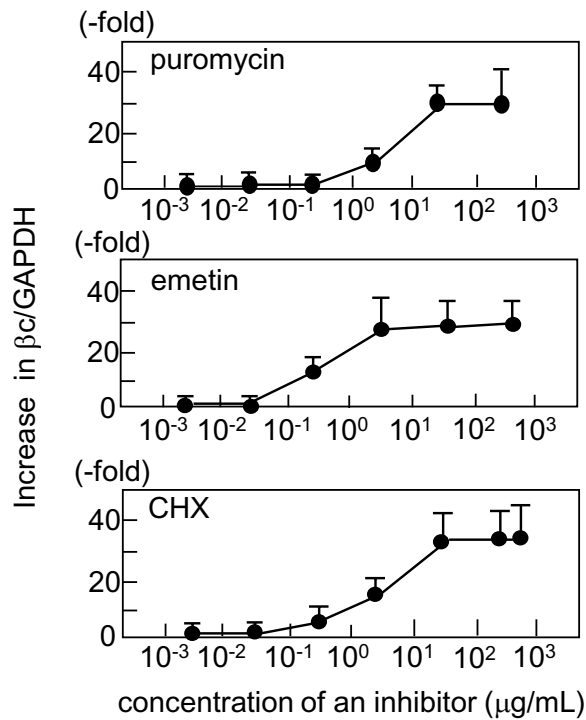 (-fold)
puromycin
40
20
0
10⁻³ 10⁻² 10⁻¹ 10⁰ 10¹ 10² 10³
(-fold)
emetin
40
20
0
10⁻³ 10⁻² 10⁻¹ 10⁰ 10¹ 10² 10³
(-fold)
CHX
40
20
0
10⁻³ 10⁻² 10⁻¹ 10⁰ 10¹ 10² 10³
Increase in βc/GAPDH
concentration of an inhibitor (μg/mL)